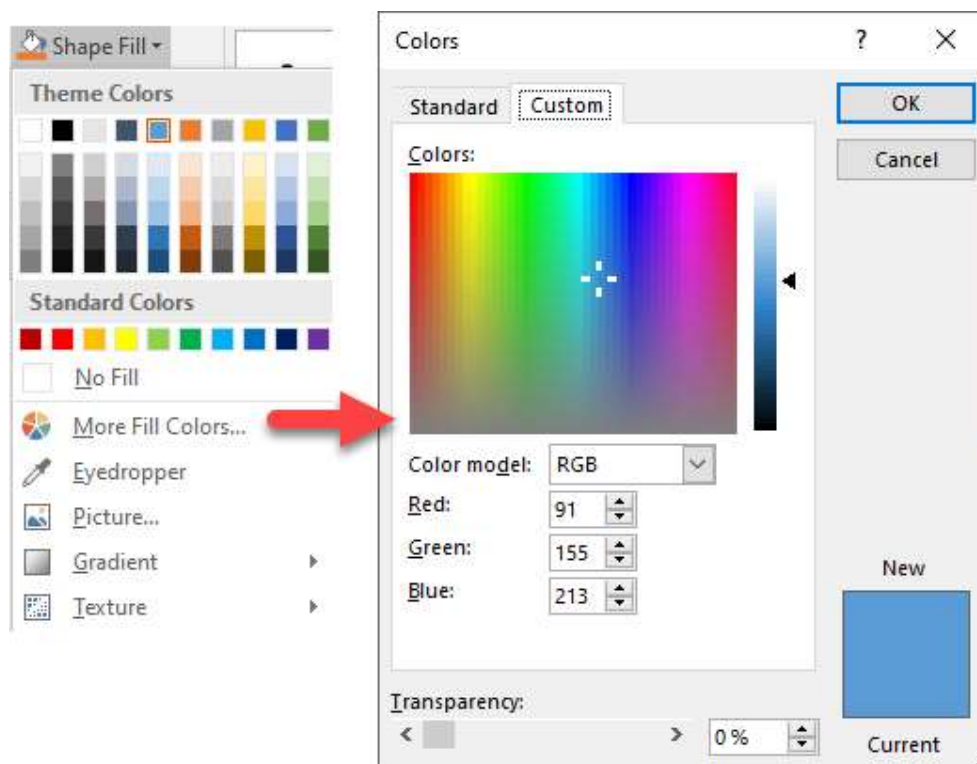 Shape Fill
Theme Colors
Standard Colors
No Fill
More Fill Colors...
Eyedropper
Picture...
Gradient
Texture
Colors
?
Standard
Custom
OK
Cancel
Colors:
Color model: RGB
Red: 91
Green: 155
Blue: 213
New
Current
Transparency:
0 %